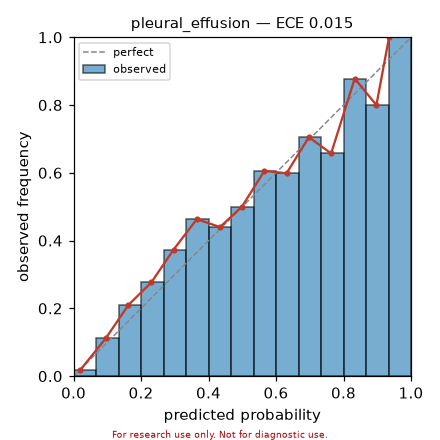 pleural_effusion — ECE 0.015
perfect
observed
observed frequency
1.0
0.8
0.6
0.4
0.2
0.0
0.0 0.2 0.4 0.6 0.8 1.0
predicted probability
For research use only. Not for diagnostic use.